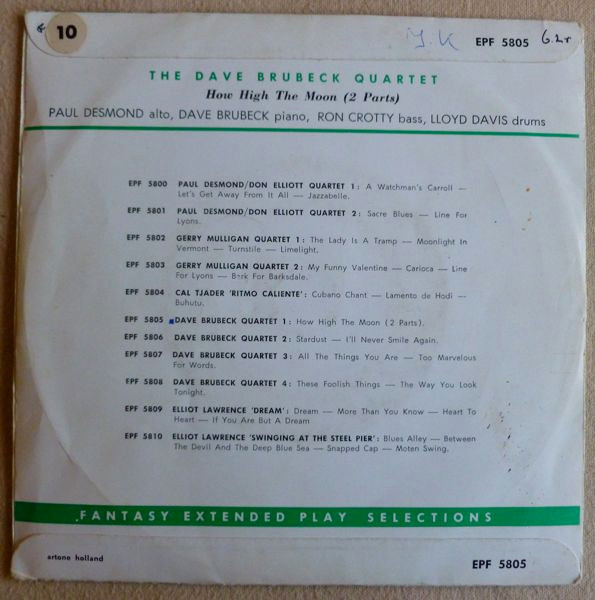 10
J.K
EPF 5805
THE DAVE BRUBECK QUARTET
How High The Moon (2 Parts)
PAUL DESMOND alto, DAVE BRUBECK piano, RON CROTTY bass, LLOYD DAVIS drums
EPF 5800 PAUL DESMOND/DON ELLIOTT QUARTET 1: A Watchman's Carroll —
Let's Get Away From It All — Jazzabelle.
EPF 5801 PAUL DESMOND/DON ELLIOTT QUARTET 2: Sacre Blues — Line For
Lyons.
EPF 5802 GERRY MULLIGAN QUARTET 1: The Lady Is A Tramp — Moonlight In
Vermont — Turnstile — Limelight.
EPF 5803 GERRY MULLIGAN QUARTET 2: My Funny Valentine — Carioca — Line
For Lyons — Bark For Barksdale.
EPF 5804 CAL TJADER 'RITMO CALIENTE': Cubano Chant — Lamento de Hodi —
Buhutu.
EPF 5805 DAVE BRUBECK QUARTET 1: How High The Moon (2 Parts).
EPF 5806 DAVE BRUBECK QUARTET 2: Stardust — I'll Never Smile Again.
EPF 5807 DAVE BRUBECK QUARTET 3: All The Things You Are — Too Marvelous
For Words.
EPF 5808 DAVE BRUBECK QUARTET 4: These Foolish Things — The Way You Look
Tonight.
EPF 5809 ELLIOT LAWRENCE 'DREAM': Dream — More Than You Know — Heart To
Heart — If You Are But A Dream
EPF 5810 ELLIOT LAWRENCE 'SWINGING AT THE STEEL PIER': Blues Alley — Between
The Devil And The Deep Blue Sea — Snapped Cap — Moten Swing.
FANTASY EXTENDED PLAY SELECTIONS
artone holland
EPF 5805